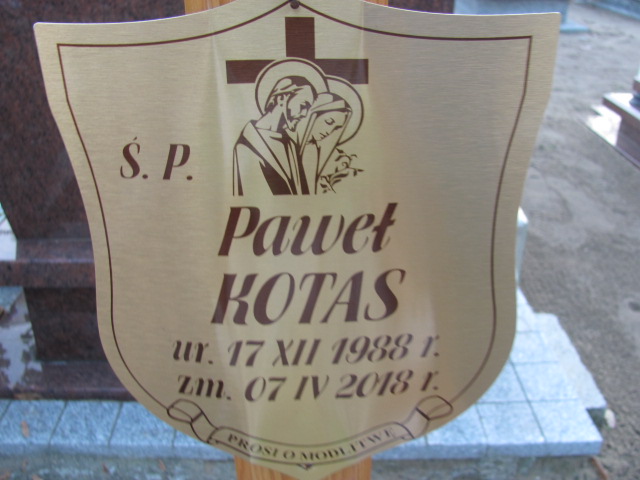 Ś. P.
Paweł
KOTAS
ur. 17 XII 1988 r.
zm. 07 IV 2018 r.
PROSI O MODLITWĘ